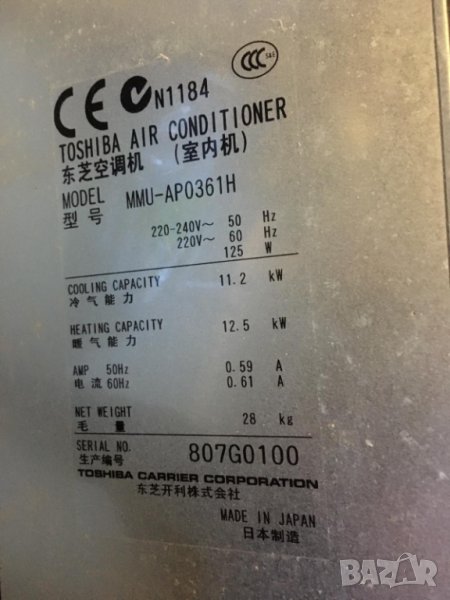 CE N1184 CCC S&E
TOSHIBA AIR CONDITIONER
东芝空调机 (室内机)
MODEL MMU-AP0361H
型号
220-240V～ 50 Hz
220V～ 60 Hz
125 W
COOLING CAPACITY 11.2 kW
冷气能力
HEATING CAPACITY 12.5 kW
暖气能力
AMP 50Hz 0.59 A
电流 60Hz 0.61 A
NET WEIGHT 28 kg
毛量
SERIAL NO. 807G0100
生产编号
TOSHIBA CARRIER CORPORATION
东芝开利株式会社
MADE IN JAPAN
日本制造
BAZAR